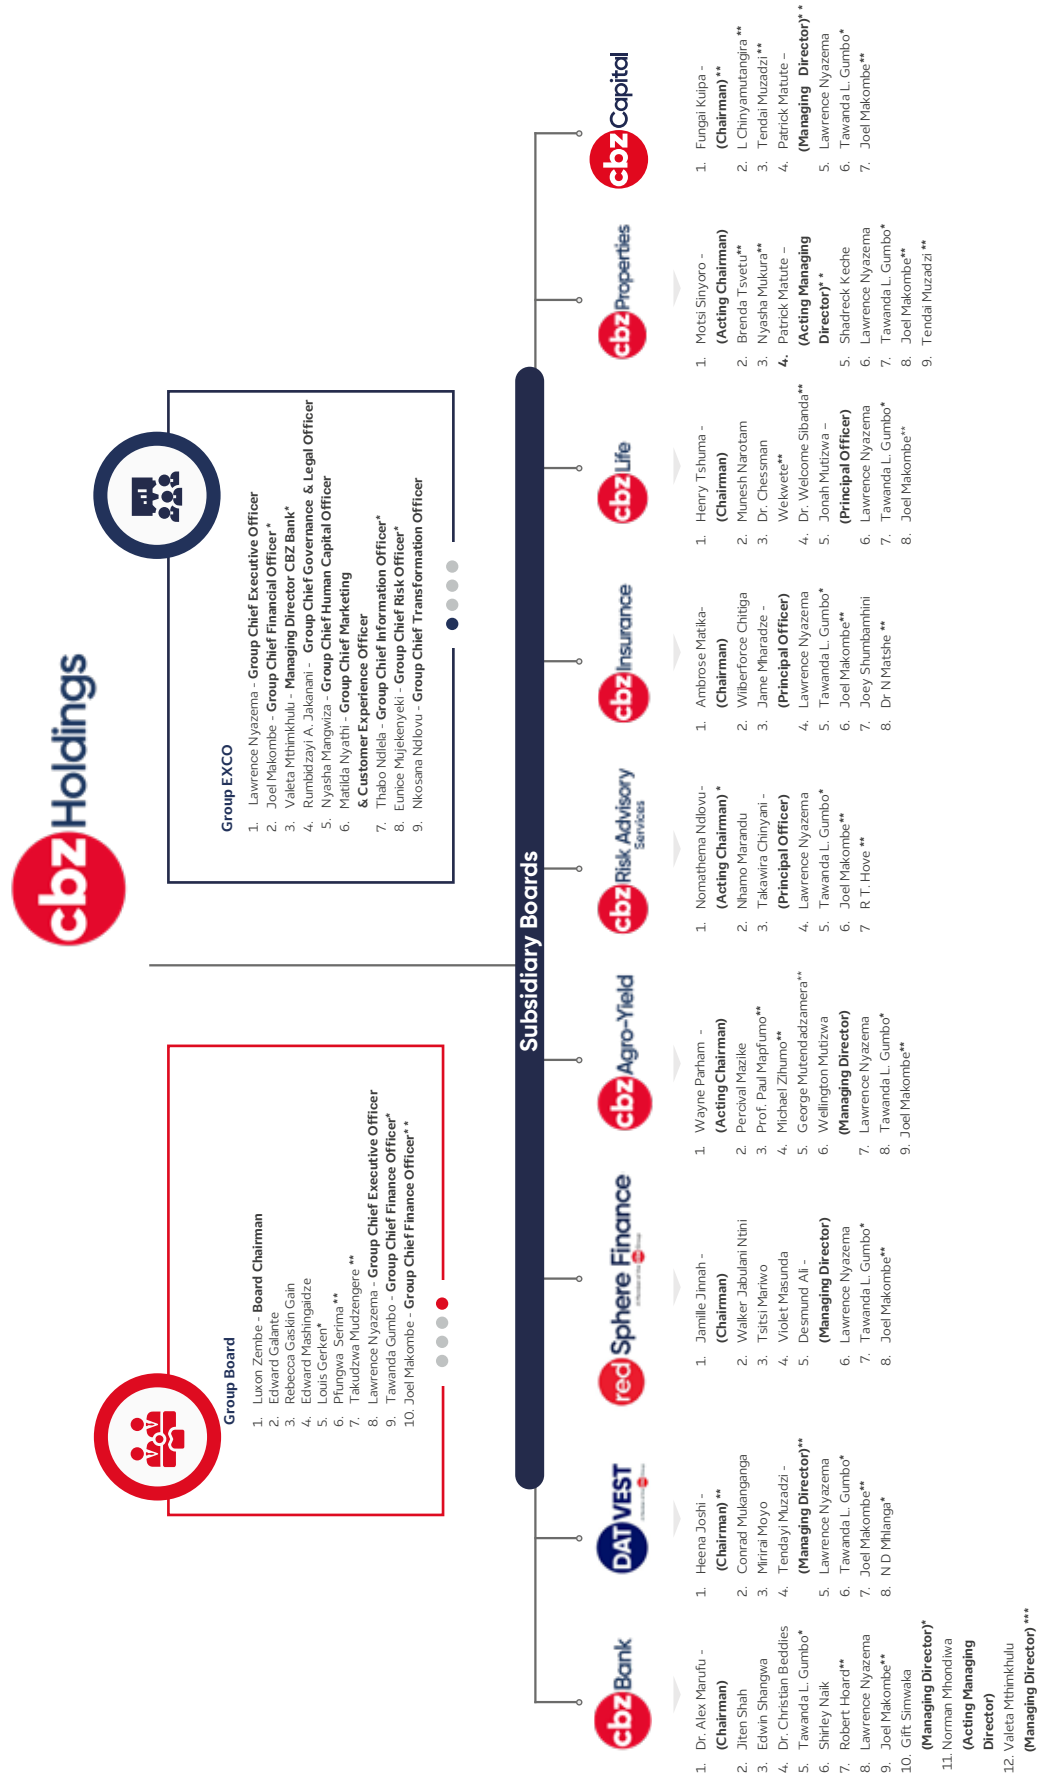 cbz Holdings
Group Board
1. Luxon Zembe - Board Chairman
2. Edward Galante
3. Rebecca Gaskin Gain
4. Edward Mashingaidze
5. Louis Gerken*
6. Pfungwa Serima**
7. Takudzwa Mudzengere **
8. Lawrence Nyazema - Group Chief Executive Officer
9. Tawanda Gumbo - Group Chief Finance Officer*
10. Joel Makombe - Group Chief Finance Officer**
Group EXCO
1. Lawrence Nyazema - Group Chief Executive Officer
2. Joel Makombe - Group Chief Financial Officer*
3. Valeta Mthimkhulu - Managing Director CBZ Bank*
4. Rumbidzayi A. Jakanani - Group Chief Governance & Legal Officer
5. Nyasha Mangwiza - Group Chief Human Capital Officer
6. Matilda Nyathi - Group Chief Marketing
& Customer Experience Officer
7. Thabo Ndlela - Group Chief Information Officer*
8. Eunice Mujekenyeki - Group Chief Risk Officer*
9. Nkosana Ndlovu - Group Chief Transformation Officer
Subsidiary Boards
cbz Bank
1. Dr. Alex Marufu -
(Chairman)
2. Jiten Shah
3. Edwin Shangwa
4. Dr. Christian Beddies
5. Tawanda L. Gumbo*
6. Shirley Naik
7. Robert Hoard**
8. Lawrence Nyazema
9. Joel Makombe**
10. Gift Simwaka
(Managing Director)*
11. Norman Mhondiwa
(Acting Managing
Director)
12. Valeta Mthimkhulu
(Managing Director) ***
DATVEST
1. Heena Joshi -
(Chairman) **
2. Conrad Mukanganga
3. Mirirai Moyo
4. Tendayi Muzadzi -
(Managing Director)**
5. Lawrence Nyazema
6. Tawanda L. Gumbo*
7. Joel Makombe**
8. N D Mhlanga*
red Sphere Finance
1. Jamille Jinnah -
(Chairman)
2. Walker Jabulani Ntini
3. Tsitsi Mariwo
4. Violet Masunda
5. Desmund Ali -
(Managing Director)
6. Lawrence Nyazema
7. Tawanda L. Gumbo*
8. Joel Makombe**
cbz Agro-Yield
1. Wayne Parham -
(Acting Chairman)
2. Percival Mazike
3. Prof. Paul Mapfumo**
4. Michael Zihumo**
5. George Mutendadzamera**
6. Wellington Mutizwa
(Managing Director)
7. Lawrence Nyazema
8. Tawanda L. Gumbo*
9. Joel Makombe**
cbz Risk Advisory
Services
1. Nomathema Ndlovu-
(Acting Chairman) *
2. Nhamo Marandu
3. Takawira Chinyani -
(Principal Officer)
4. Lawrence Nyazema
5. Tawanda L. Gumbo*
6. Joel Makombe**
7 R T. Hove **
cbz Insurance
1. Ambrose Matika-
(Chairman)
2. Wiberforce Chitiga
3. Jame Mharadze -
(Principal Officer)
4. Lawrence Nyazema
5. Tawanda L. Gumbo*
6. Joel Makombe**
7. Joey Shumbamhini
8. Dr N Matshe **
cbz Life
1. Henry Tshuma -
(Chairman)
2. Munesh Narotam
3. Dr. Chessman
Wekwete**
4. Dr. Welcome Sibanda**
5. Jonah Mutizwa –
(Principal Officer)
6. Lawrence Nyazema
7. Tawanda L. Gumbo*
8. Joel Makombe**
cbz Properties
1. Motsi Sinyoro -
(Acting Chairman)
2. Brenda Tsvetu**
3. Nyasha Mukura**
4. Patrick Matute –
(Acting Managing
Director)* *
5. Shadreck Keche
6. Lawrence Nyazema
7. Tawanda L. Gumbo*
8. Joel Makombe**
9. Tendai Muzadzi **
cbz Capital
1. Fungai Kuipa -
(Chairman) **
2. L Chinyamutangira **
3. Tendai Muzadzi **
4. Patrick Matute –
(Managing Director)* *
5. Lawrence Nyazema
6. Tawanda L. Gumbo*
7. Joel Makombe**